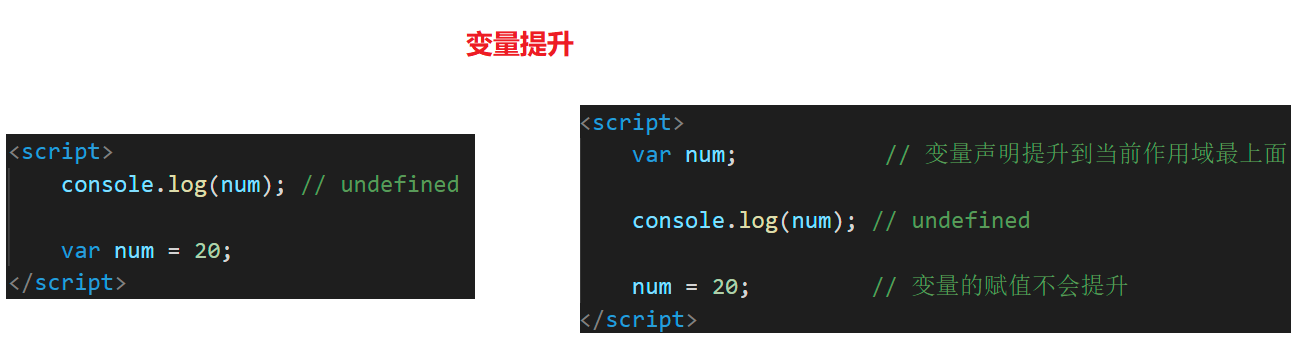 变量提升
<script>
console.log(num); // undefined
var num = 20;
</script>
<script>
var num; // 变量声明提升到当前作用域最上面
console.log(num); // undefined
num = 20; // 变量的赋值不会提升
</script>